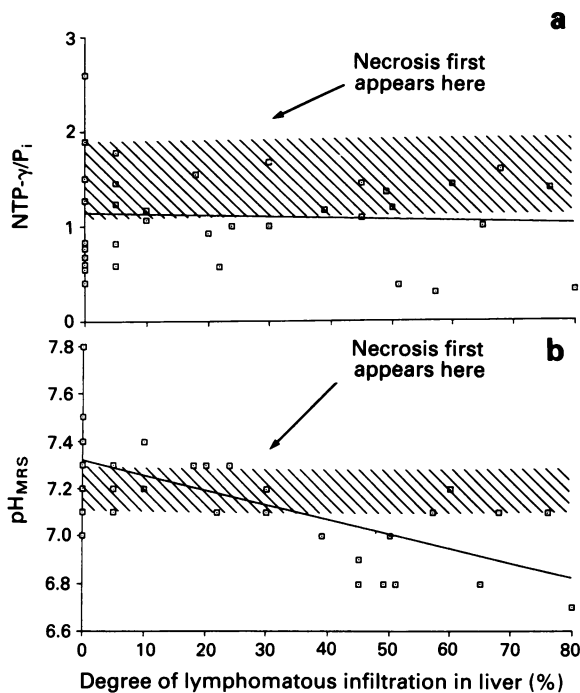 a
3
Necrosis first
appears here
2
NTP-γ/Pi
1
0
7.8
Necrosis first
appears here
b
7.6
7.4
pHMRS
7.2
7.0
6.8
6.6
0 10 20 30 40 50 60 70 80
Degree of lymphomatous infiltration in liver (%)